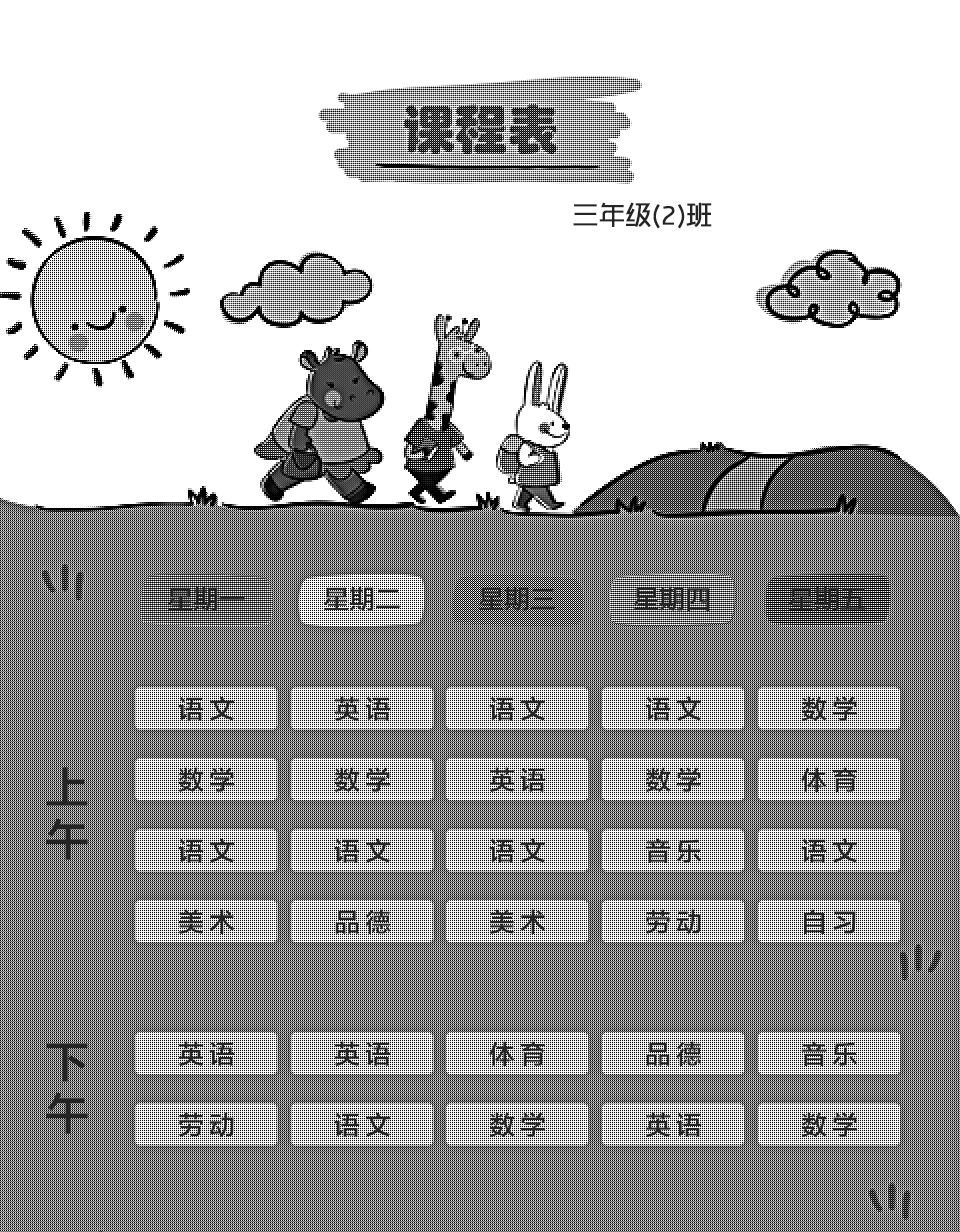 课程表
三年级(2)班
星期一 星期二 星期三 星期四 星期五
语文 英语 语文 语文 数学
上午
数学 数学 英语 数学 体育
语文 语文 语文 音乐 语文
美术 品德 美术 劳动 自习
下午
英语 英语 体育 品德 音乐
劳动 语文 数学 英语 数学